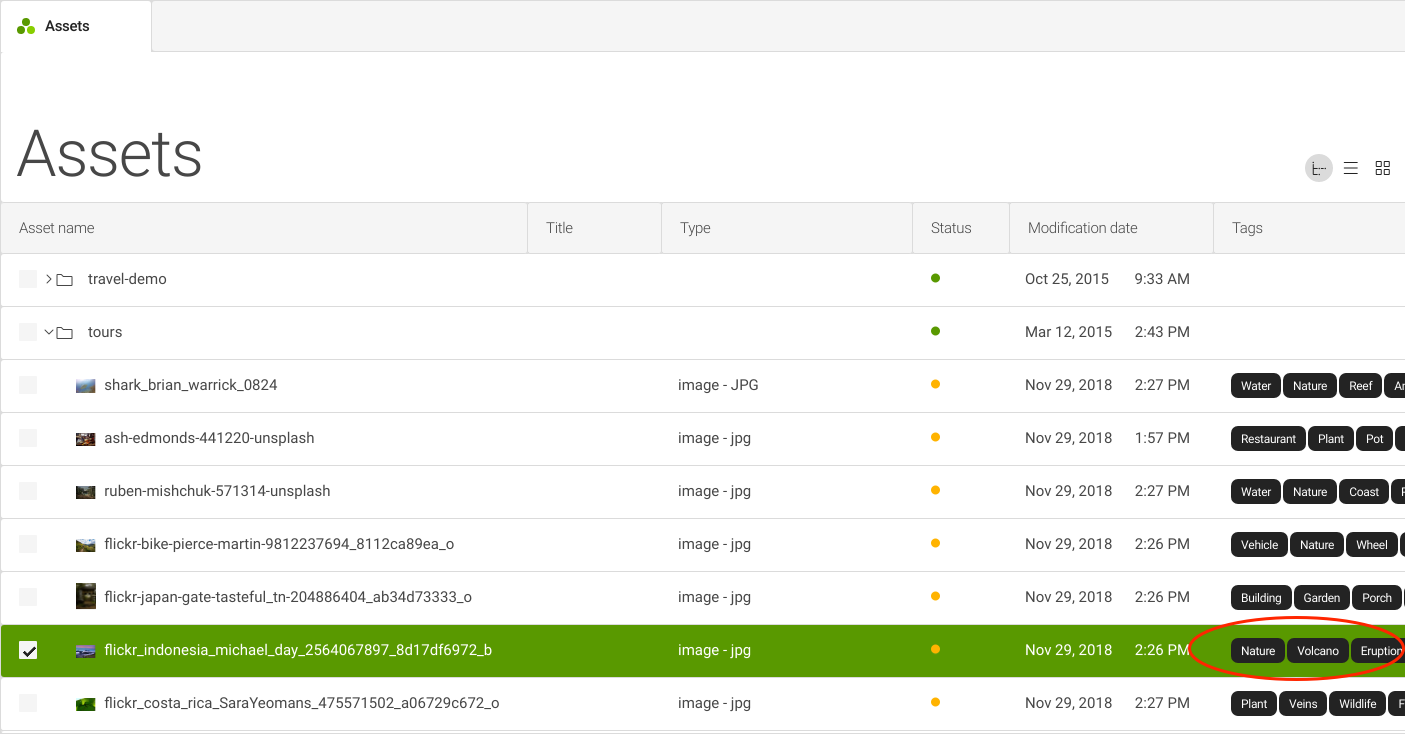 Assets
Assets
Asset name Title Type Status Modification date Tags
travel-demo Oct 25, 2015 9:33 AM
tours Mar 12, 2015 2:43 PM
shark_brian_warrick_0824 image - JPG Nov 29, 2018 2:27 PM Water Nature Reef
ash-edmonds-441220-unsplash image - jpg Nov 29, 2018 1:57 PM Restaurant Plant Pot
ruben-mishchuk-571314-unsplash image - jpg Nov 29, 2018 2:27 PM Water Nature Coast
flickr-bike-pierce-martin-9812237694_8112ca89ea_o image - jpg Nov 29, 2018 2:26 PM Vehicle Nature Wheel
flickr-japan-gate-tasteful_tn-204886404_ab34d73333_o image - jpg Nov 29, 2018 2:26 PM Building Garden Porch
flickr_indonesia_michael_day_2564067897_8d17df6972_b image - jpg Nov 29, 2018 2:26 PM Nature Volcano Eruption
flickr_costa_rica_SaraYeomans_475571502_a06729c672_o image - jpg Nov 29, 2018 2:27 PM Plant Veins Wildlife